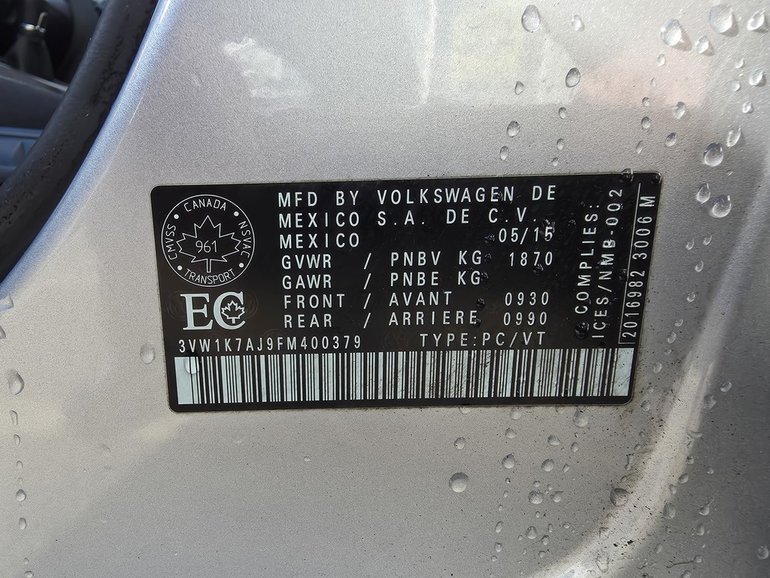 CANADA
CMVSS NSVAC
961
TRANSPORT
EC
MFD BY VOLKSWAGEN DE
MEXICO S.A. DE C.V.
MEXICO 05/15
GVWR / PNBV KG 1870
GAWR / PNBE KG
FRONT / AVANT 0930
REAR / ARRIERE 0990
3VW1K7AJ9FM400379 TYPE:PC/VT
COMPLIES:
ICES/NMB-002
2016982 3006 M